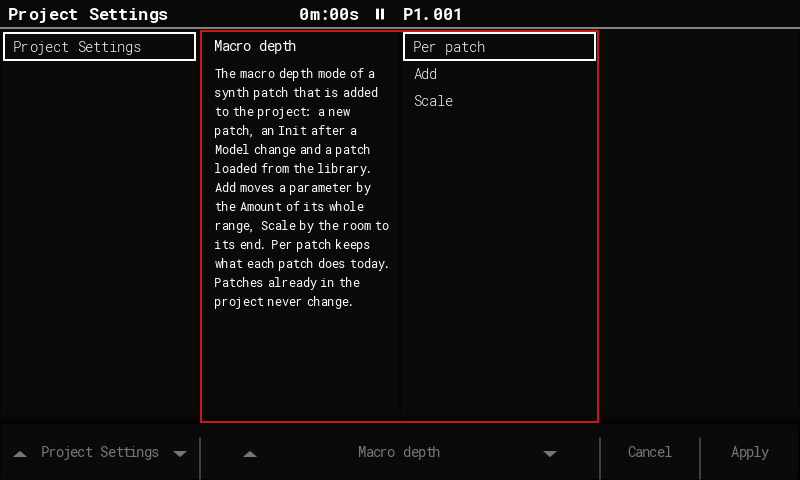 Project Settings 0m:00s P1.001
Project Settings
Macro depth
The macro depth mode of a
synth patch that is added
to the project: a new
patch, an Init after a
Model change and a patch
loaded from the library.
Add moves a parameter by
the Amount of its whole
range, Scale by the room to
its end. Per patch keeps
what each patch does today.
Patches already in the
project never change.
Per patch
Add
Scale
Project Settings Macro depth Cancel Apply